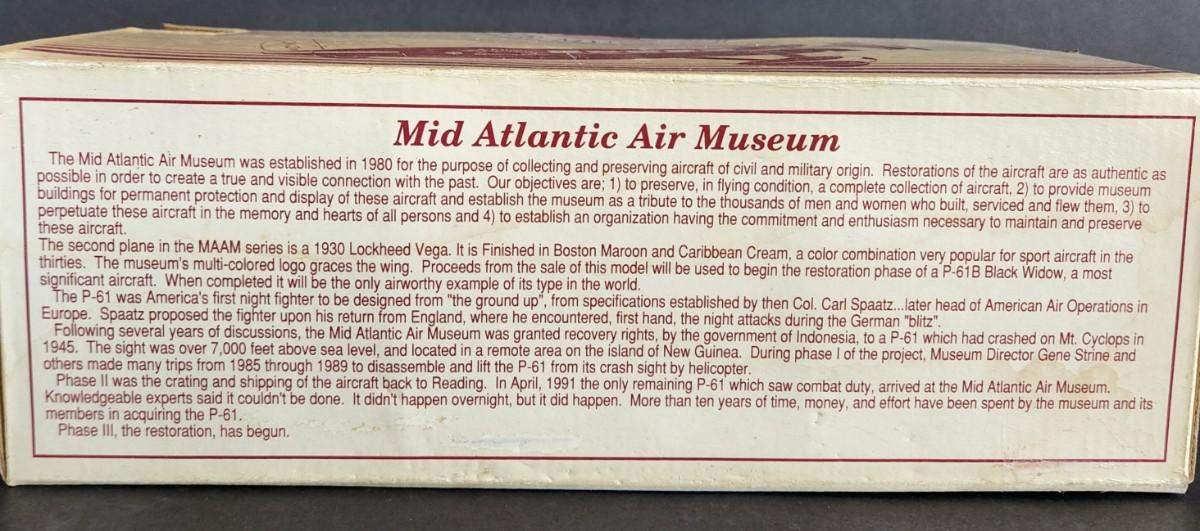 Mid Atlantic Air Museum
The Mid Atlantic Air Museum was established in 1980 for the purpose of collecting and preserving aircraft of civil and military origin. Restorations of the aircraft are as authentic as
possible in order to create a true and visible connection with the past. Our objectives are; 1) to preserve, in flying condition, a complete collection of aircraft, 2) to provide museum
buildings for permanent protection and display of these aircraft and establish the museum as a tribute to the thousands of men and women who built, serviced and flew them, 3) to
perpetuate these aircraft in the memory and hearts of all persons and 4) to establish an organization having the commitment and enthusiasm necessary to maintain and preserve
these aircraft.
The second plane in the MAAM series is a 1930 Lockheed Vega. It is Finished in Boston Maroon and Caribbean Cream, a color combination very popular for sport aircraft in the
thirties. The museum's multi-colored logo graces the wing. Proceeds from the sale of this model will be used to begin the restoration phase of a P-61B Black Widow, a most
significant aircraft. When completed it will be the only airworthy example of its type in the world.
The P-61 was America's first night fighter to be designed from "the ground up", from specifications established by then Col. Carl Spaatz...later head of American Air Operations in
Europe. Spaatz proposed the fighter upon his return from England, where he encountered, first hand, the night attacks during the German "blitz".
Following several years of discussions, the Mid Atlantic Air Museum was granted recovery rights, by the government of Indonesia, to a P-61 which had crashed on Mt. Cyclops in
1945. The sight was over 7,000 feet above sea level, and located in a remote area on the island of New Guinea. During phase I of the project, Museum Director Gene Strine and
others made many trips from 1985 through 1989 to disassemble and lift the P-61 from its crash sight by helicopter.
Phase II was the crating and shipping of the aircraft back to Reading. In April, 1991 the only remaining P-61 which saw combat duty, arrived at the Mid Atlantic Air Museum.
Knowledgeable experts said it couldn't be done. It didn't happen overnight, but it did happen. More than ten years of time, money, and effort have been spent by the museum and its
members in acquiring the P-61.
Phase III, the restoration, has begun.